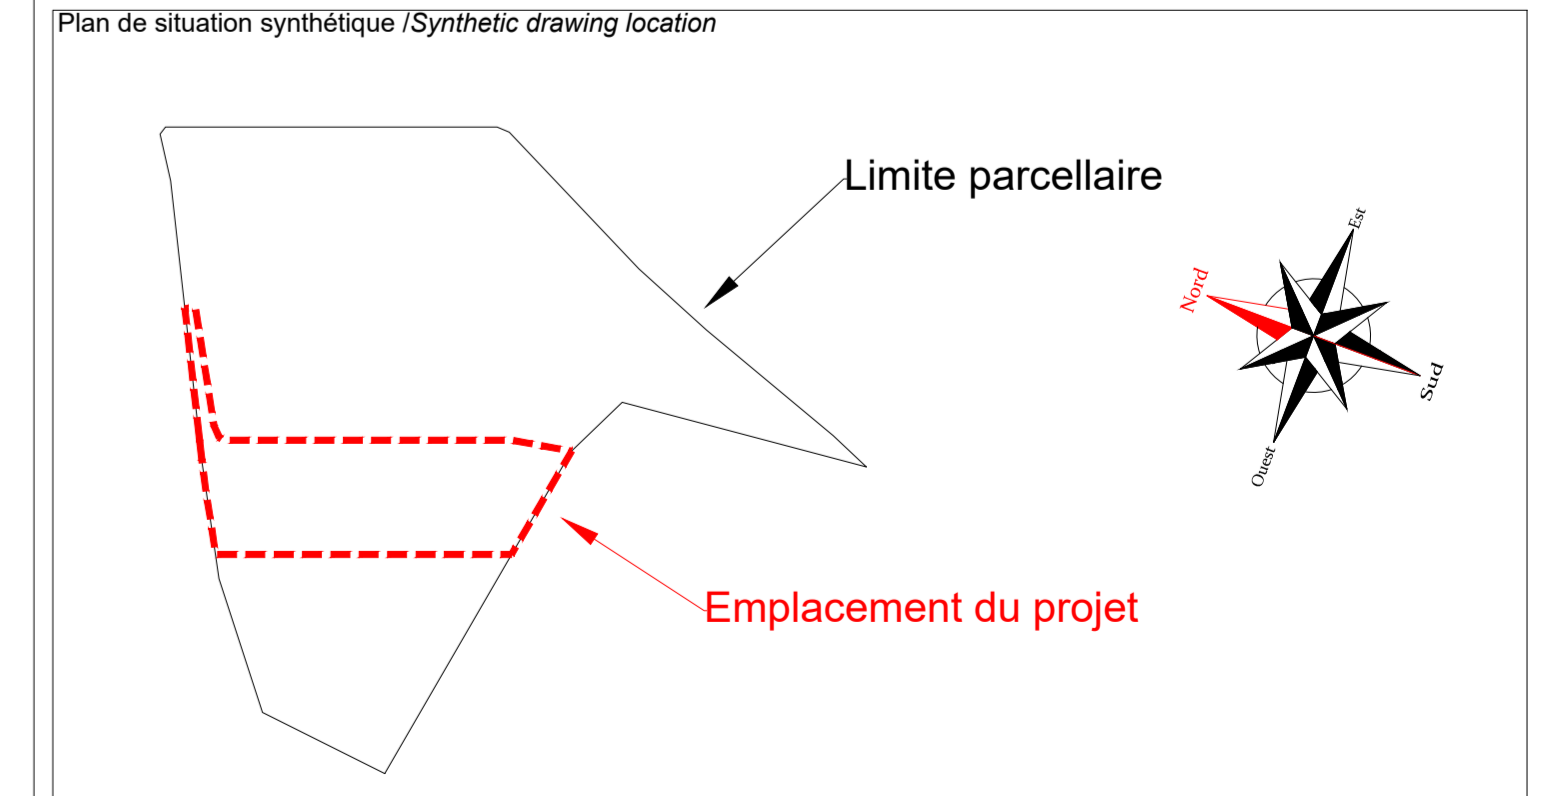 Plan de situation synthétique /Synthetic drawing location
Limite parcellaire
Est
Nord
Sud
Ouest
Emplacement du projet